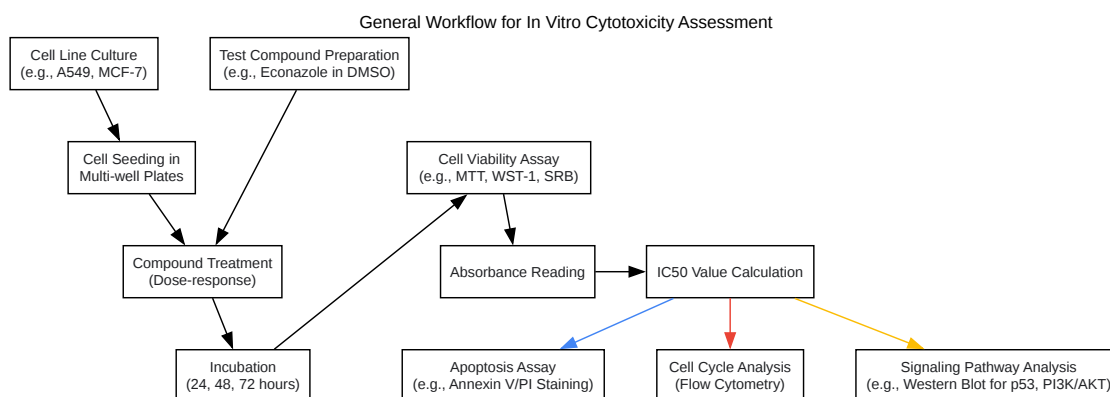 General Workflow for In Vitro Cytotoxicity Assessment
Cell Line Culture
(e.g., A549, MCF-7)
Test Compound Preparation
(e.g., Econazole in DMSO)
Cell Seeding in
Multi-well Plates
Cell Viability Assay
(e.g., MTT, WST-1, SRB)
Compound Treatment
(Dose-response)
Absorbance Reading
IC50 Value Calculation
Incubation
(24, 48, 72 hours)
Apoptosis Assay
(e.g., Annexin V/PI Staining)
Cell Cycle Analysis
(Flow Cytometry)
Signaling Pathway Analysis
(e.g., Western Blot for p53, PI3K/AKT)